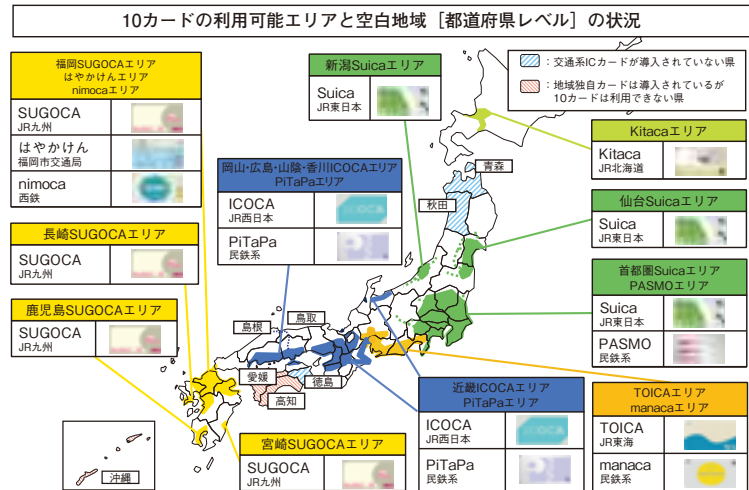 10カードの利用可能エリアと空白地域［都道府県レベル］の状況
：交通系ICカードが導入されていない県
：地域独自カードは導入されているが
10カードは利用できない県
福岡SUGOCAエリア
はやかけんエリア
nimocaエリア
SUGOCA
JR九州
はやかけん
福岡市交通局
nimoca
西鉄
長崎SUGOCAエリア
SUGOCA
JR九州
鹿児島SUGOCAエリア
SUGOCA
JR九州
新潟Suicaエリア
Suica
JR東日本
岡山・広島・山陰・香川ICOCAエリア
PiTaPaエリア
ICOCA
JR西日本
PiTaPa
民鉄系
Kitacaエリア
Kitaca
JR北海道
仙台Suicaエリア
Suica
JR東日本
首都圏Suicaエリア
PASMOエリア
Suica
JR東日本
PASMO
民鉄系
青森
秋田
鳥取
島根
愛媛
徳島
高知
沖縄
宮崎SUGOCAエリア
SUGOCA
JR九州
近畿ICOCAエリア
PiTaPaエリア
ICOCA
JR西日本
PiTaPa
民鉄系
TOICAエリア
manacaエリア
TOICA
JR東海
manaca
民鉄系